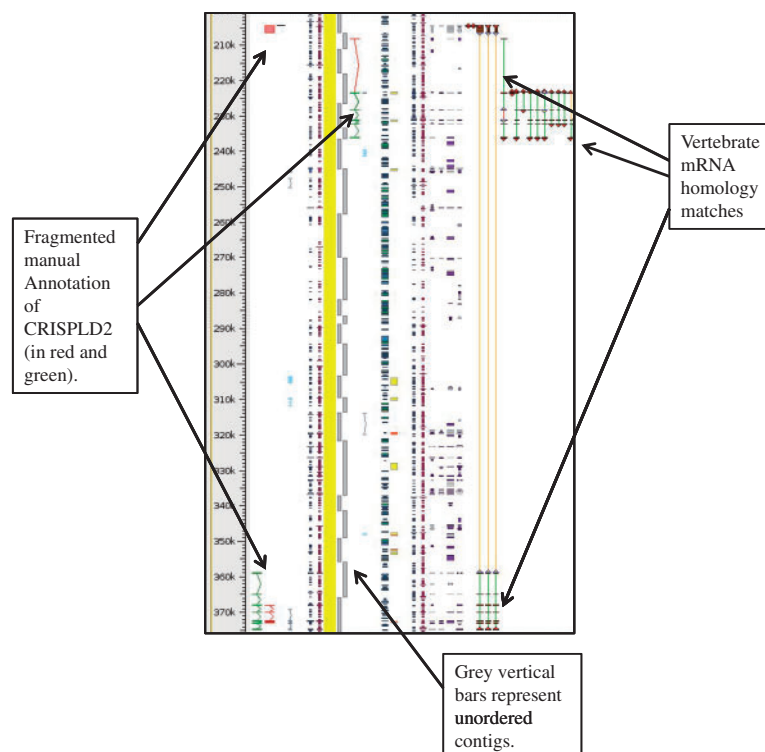 210k
220k
230k
240k
250k
260k
270k
280k
290k
300k
310k
320k
330k
340k
350k
360k
370k
Fragmented
manual
Annotation
of
CRISPLD2
(in red and
green).
Vertebrate
mRNA
homology
matches
Grey vertical
bars represent
unordered
contigs.